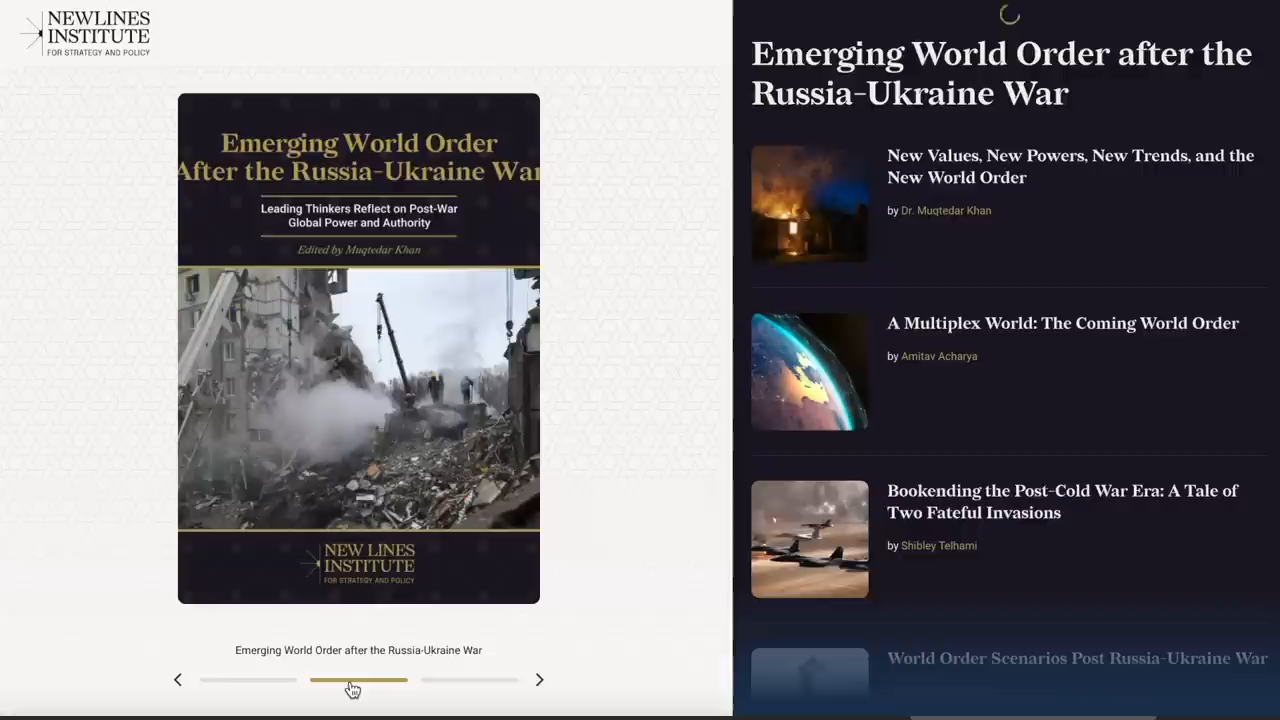 NEWLINES
INSTITUTE
FOR STRATEGY AND POLICY
Emerging World Order
After the Russia-Ukraine War
Leading Thinkers Reflect on Post-War
Global Power and Authority
Edited by Muqtedar Khan
NEW LINES
INSTITUTE
FOR STRATEGY AND POLICY
Emerging World Order after the Russia-Ukraine War
Emerging World Order after the
Russia-Ukraine War
New Values, New Powers, New Trends, and the
New World Order
by Dr. Muqtedar Khan
A Multiplex World: The Coming World Order
by Amitav Acharya
Bookending the Post-Cold War Era: A Tale of
Two Fateful Invasions
by Shibley Telhami
World Order Scenarios Post Russia-Ukraine War